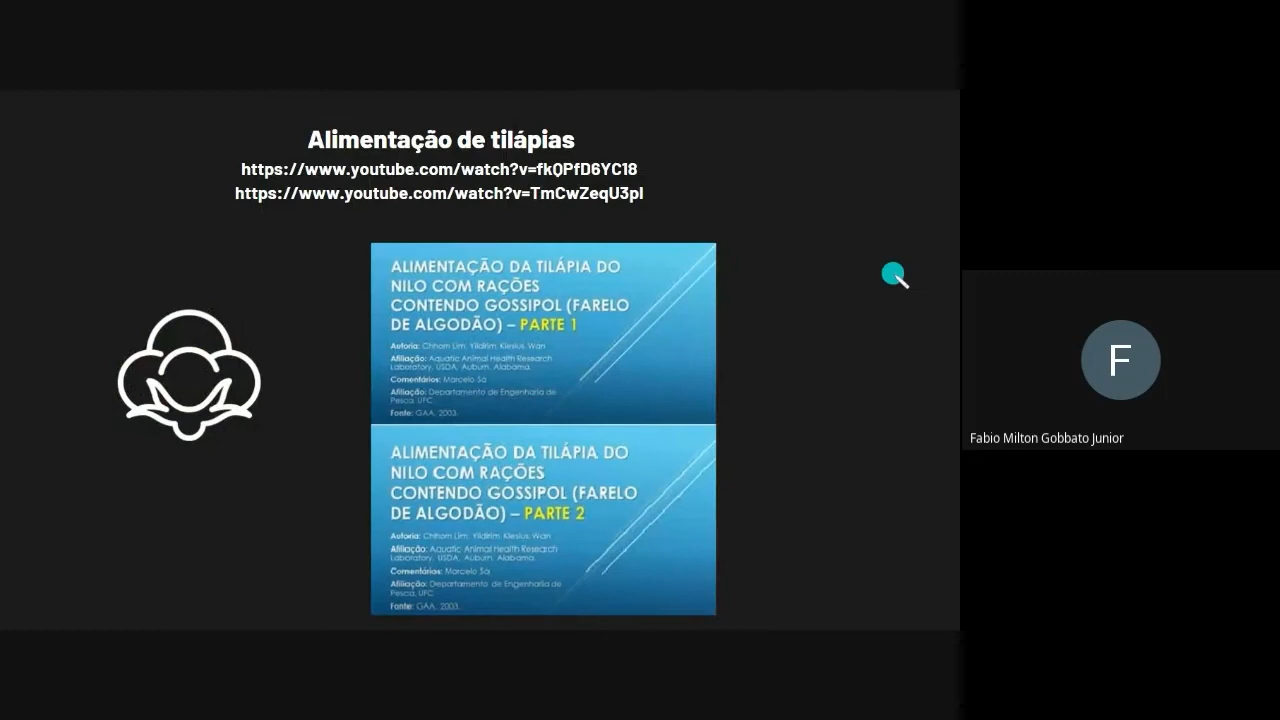 Alimentação de tilápias
https://www.youtube.com/watch?v=fkQPfD6YC18
https://www.youtube.com/watch?v=TmCwZeqU3pI
ALIMENTAÇÃO DA TILÁPIA DO
NILO COM RAÇÕES
CONTENDO GOSSIPOL (FARELO
DE ALGODÃO) – PARTE 1
Autoria: Chhorn Lim, Yildirim, Klesius, Wan
Afiliação: Aquatic Animal Health Research
Laboratory, USDA, Auburn, Alabama.
Comentários: Marcelo Sá
Afiliação: Departamento de Engenharia de
Pesca, UFC
Fonte: GAA, 2003.
ALIMENTAÇÃO DA TILÁPIA DO
NILO COM RAÇÕES
CONTENDO GOSSIPOL (FARELO
DE ALGODÃO) – PARTE 2
Autoria: Chhorn Lim, Yildirim, Klesius, Wan
Afiliação: Aquatic Animal Health Research
Laboratory, USDA, Auburn, Alabama.
Comentários: Marcelo Sá
Afiliação: Departamento de Engenharia de
Pesca, UFC
Fonte: GAA, 2003.
F
Fabio Milton Gobbato Junior